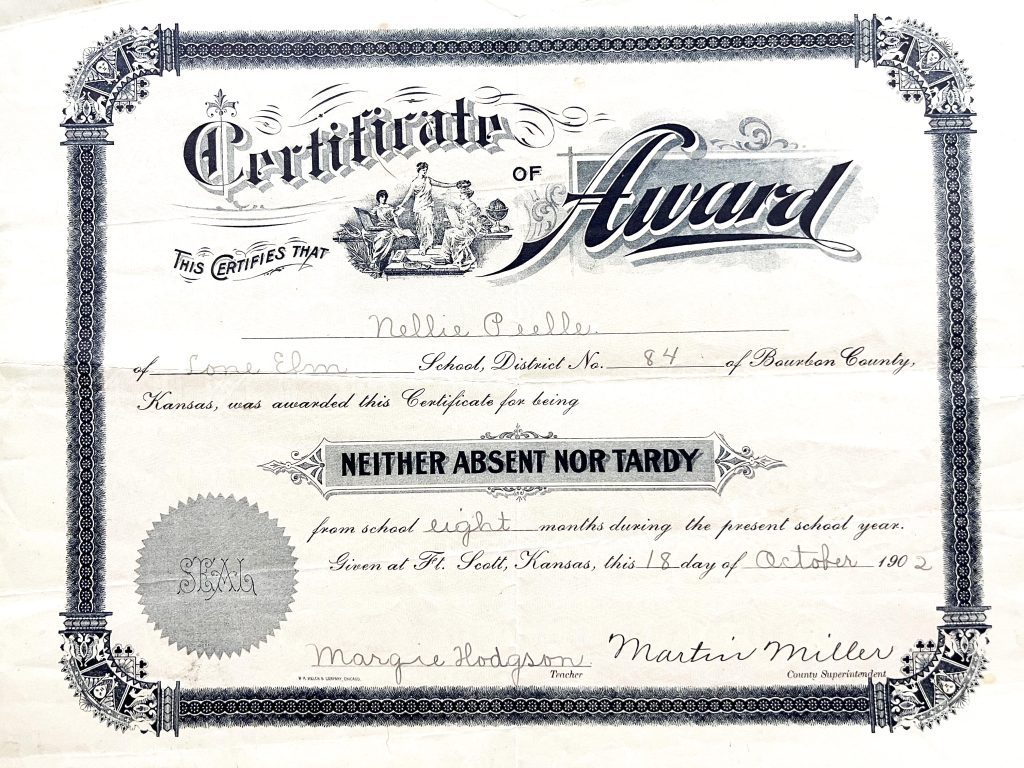 Certificate OF Award
THIS CERTIFIES THAT
Nellie Peelle
of Lone Elm School, District No. 84 of Bourbon County,
Kansas, was awarded this Certificate for being
NEITHER ABSENT NOR TARDY
from school eight months during the present school year.
Given at Ft. Scott, Kansas, this 18 day of October 1902
SEAL
Margie Hodgson Martin Miller
Teacher County Superintendent
W. M. WELCH & COMPANY, CHICAGO.